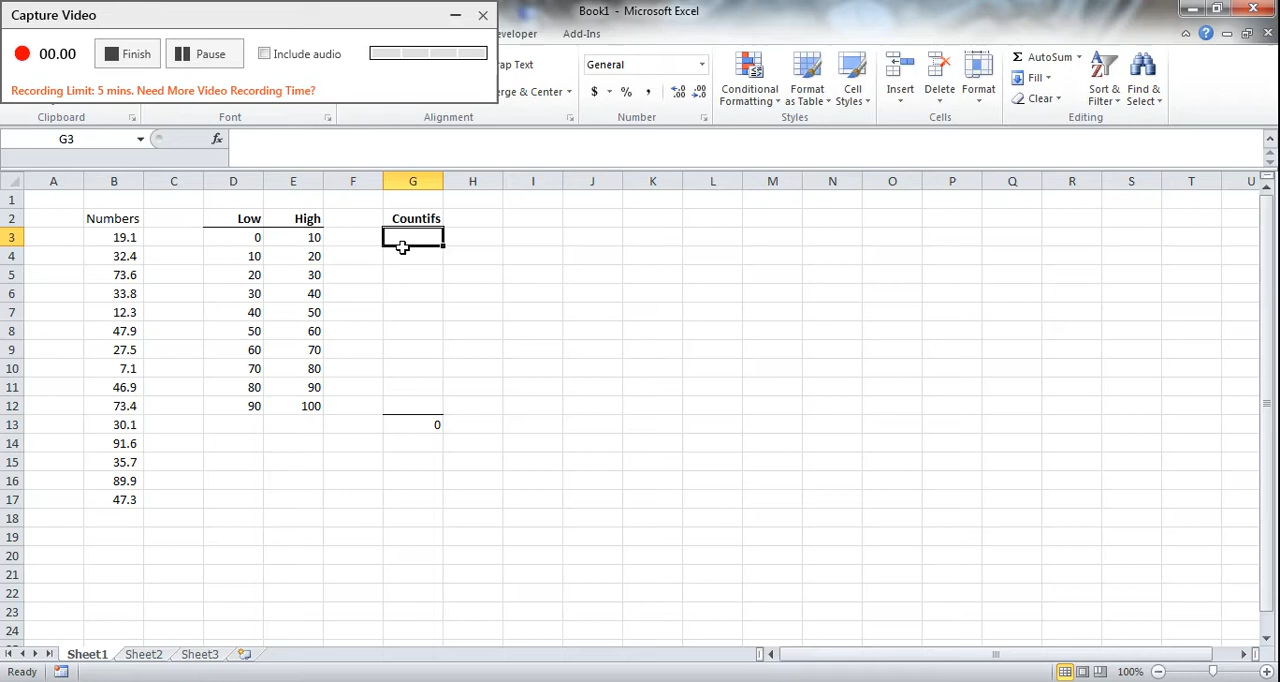 Capture Video
Book1 - Microsoft Excel
00.00 Finish Pause Include audio
Recording Limit: 5 mins. Need More Video Recording Time?
eveloper Add-Ins
rap Text
erge & Center
General
$ % , .0 .00 .00 .0
Conditional Formatting
Format as Table
Cell Styles
Insert Delete Format
Σ AutoSum
Fill
Clear
Sort & Filter
Find & Select
Clipboard Font Alignment Number Styles Cells Editing
G3 fx
A B C D E F G H I J K L M N O P Q R S T U
1
2 Numbers Low High Countifs
3 19.1 0 10
4 32.4 10 20
5 73.6 20 30
6 33.8 30 40
7 12.3 40 50
8 47.9 50 60
9 27.5 60 70
10 7.1 70 80
11 46.9 80 90
12 73.4 90 100
13 30.1 0
14 91.6
15 35.7
16 89.9
17 47.3
18
19
20
21
22
23
24
Sheet1 Sheet2 Sheet3
Ready 100%